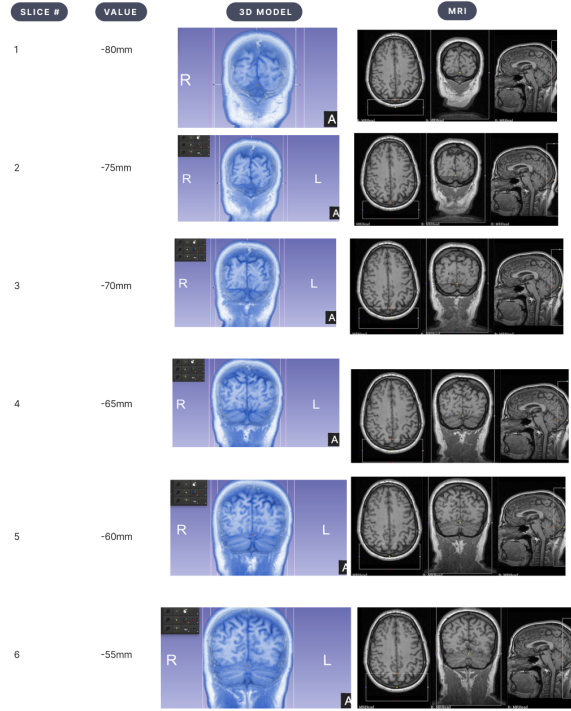 SLICE # VALUE 3D MODEL MRI
1 -80mm
R
A
2 -75mm
R L
A
3 -70mm
R L
A
4 -65mm
R L
A
5 -60mm
R L
A
6 -55mm
R L
A